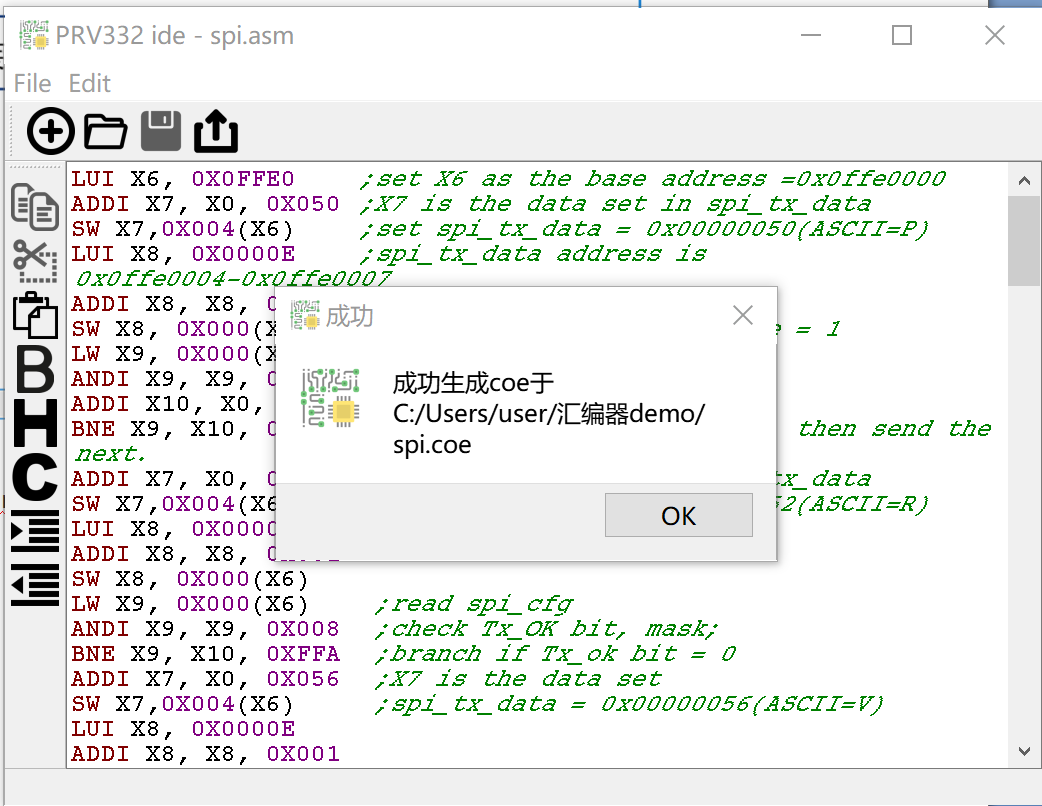 PRV332 ide - spi.asm
File Edit
LUI X6, 0X0FFE0 ;set X6 as the base address =0x0ffe0000
ADDI X7, X0, 0X050 ;X7 is the data set in spi_tx_data
SW X7,0X004(X6) ;set spi_tx_data = 0x00000050(ASCII=P)
LUI X8, 0X0000E ;spi_tx_data address is
0x0ffe0004-0x0ffe0007
ADDI X8, X8,
SW X8, 0X000( = 1
LW X9, 0X000(
ANDI X9, X9,
ADDI X10, X0,
BNE X9, X10, then send the
next.
ADDI X7, X0, tx_data
SW X7,0X004(X6 52(ASCII=R)
LUI X8, 0X0000
ADDI X8, X8,
SW X8, 0X000(X6)
LW X9, 0X000(X6) ;read spi_cfg
ANDI X9, X9, 0X008 ;check Tx_OK bit, mask;
BNE X9, X10, 0XFFA ;branch if Tx_ok bit = 0
ADDI X7, X0, 0X056 ;X7 is the data set
SW X7,0X004(X6) ;spi_tx_data = 0x00000056(ASCII=V)
LUI X8, 0X0000E
ADDI X8, X8, 0X001
成功
成功生成coe于
C:/Users/user/汇编器demo/
spi.coe
OK